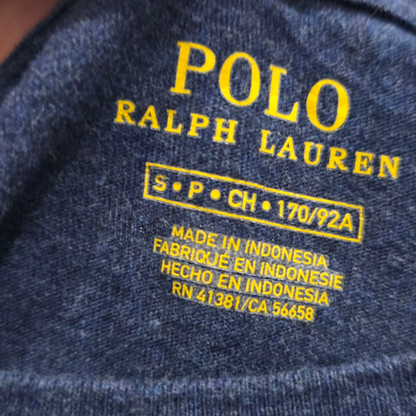 POLO
RALPH LAUREN
S • P • CH • 170/92A
MADE IN INDONESIA
FABRIQUÉ EN INDONESIE
HECHO EN INDONESIA
RN 41381/CA 56658